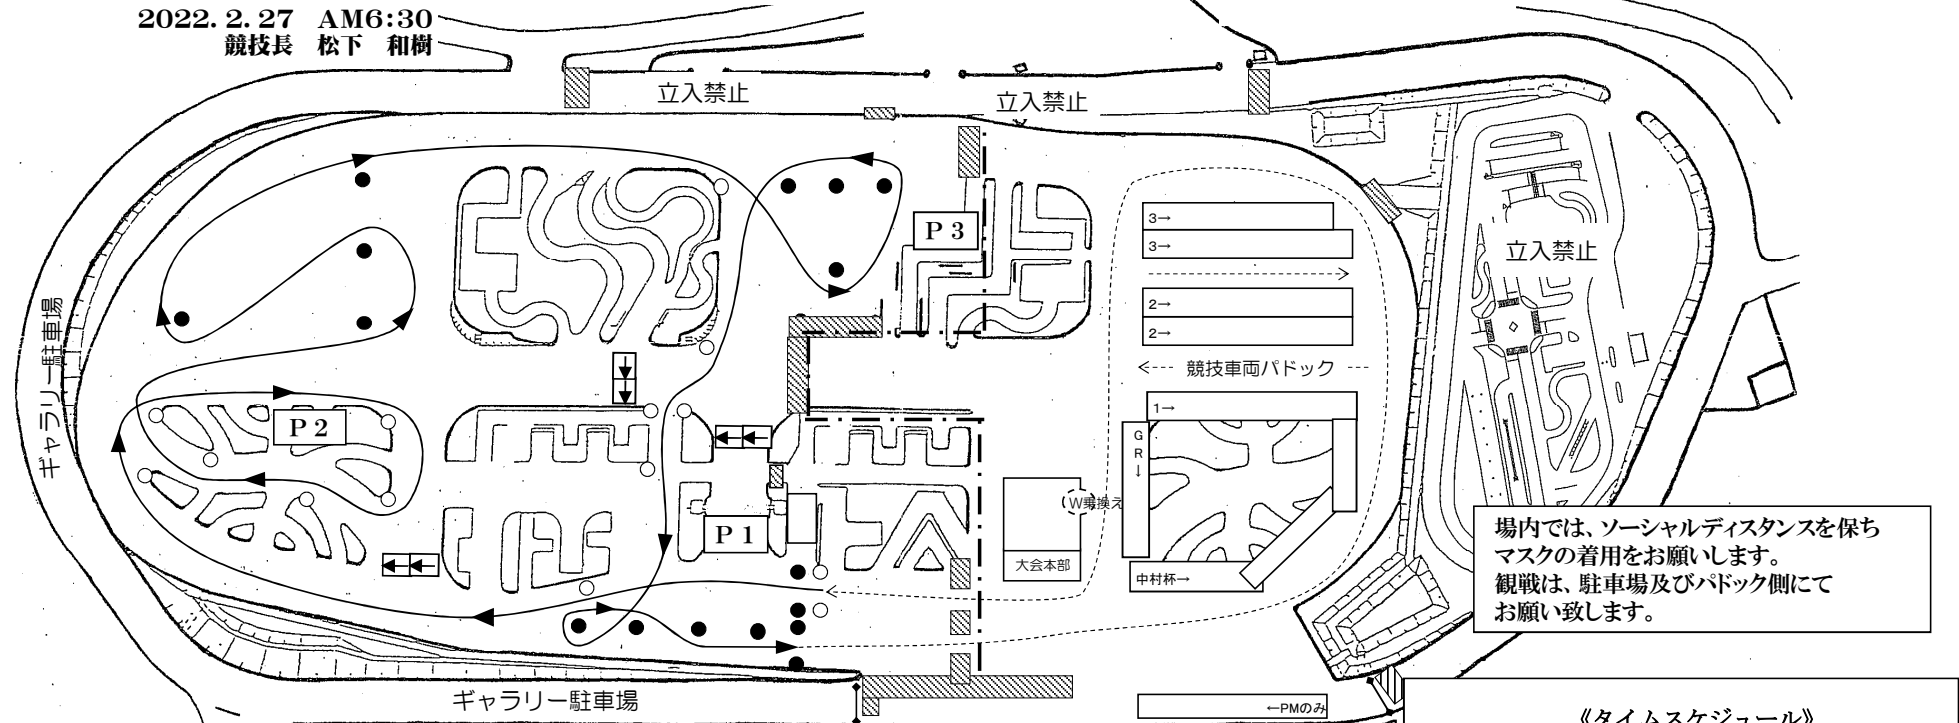 2022. 2. 27　AM6:30
競技長　松下　和樹
立入禁止
立入禁止
P 3
3→
3→
立入禁止
2→
2→
競技車両パドック
ギャラリー駐車場
1→
P 2
GR↓
W乗換え
P 1
大会本部
中村杯→
場内では、ソーシャルディスタンスを保ち
マスクの着用をお願いします。
観戦は、駐車場及びパドック側にて
お願い致します。
ギャラリー駐車場
←PMのみ
《タイムスケジュール》